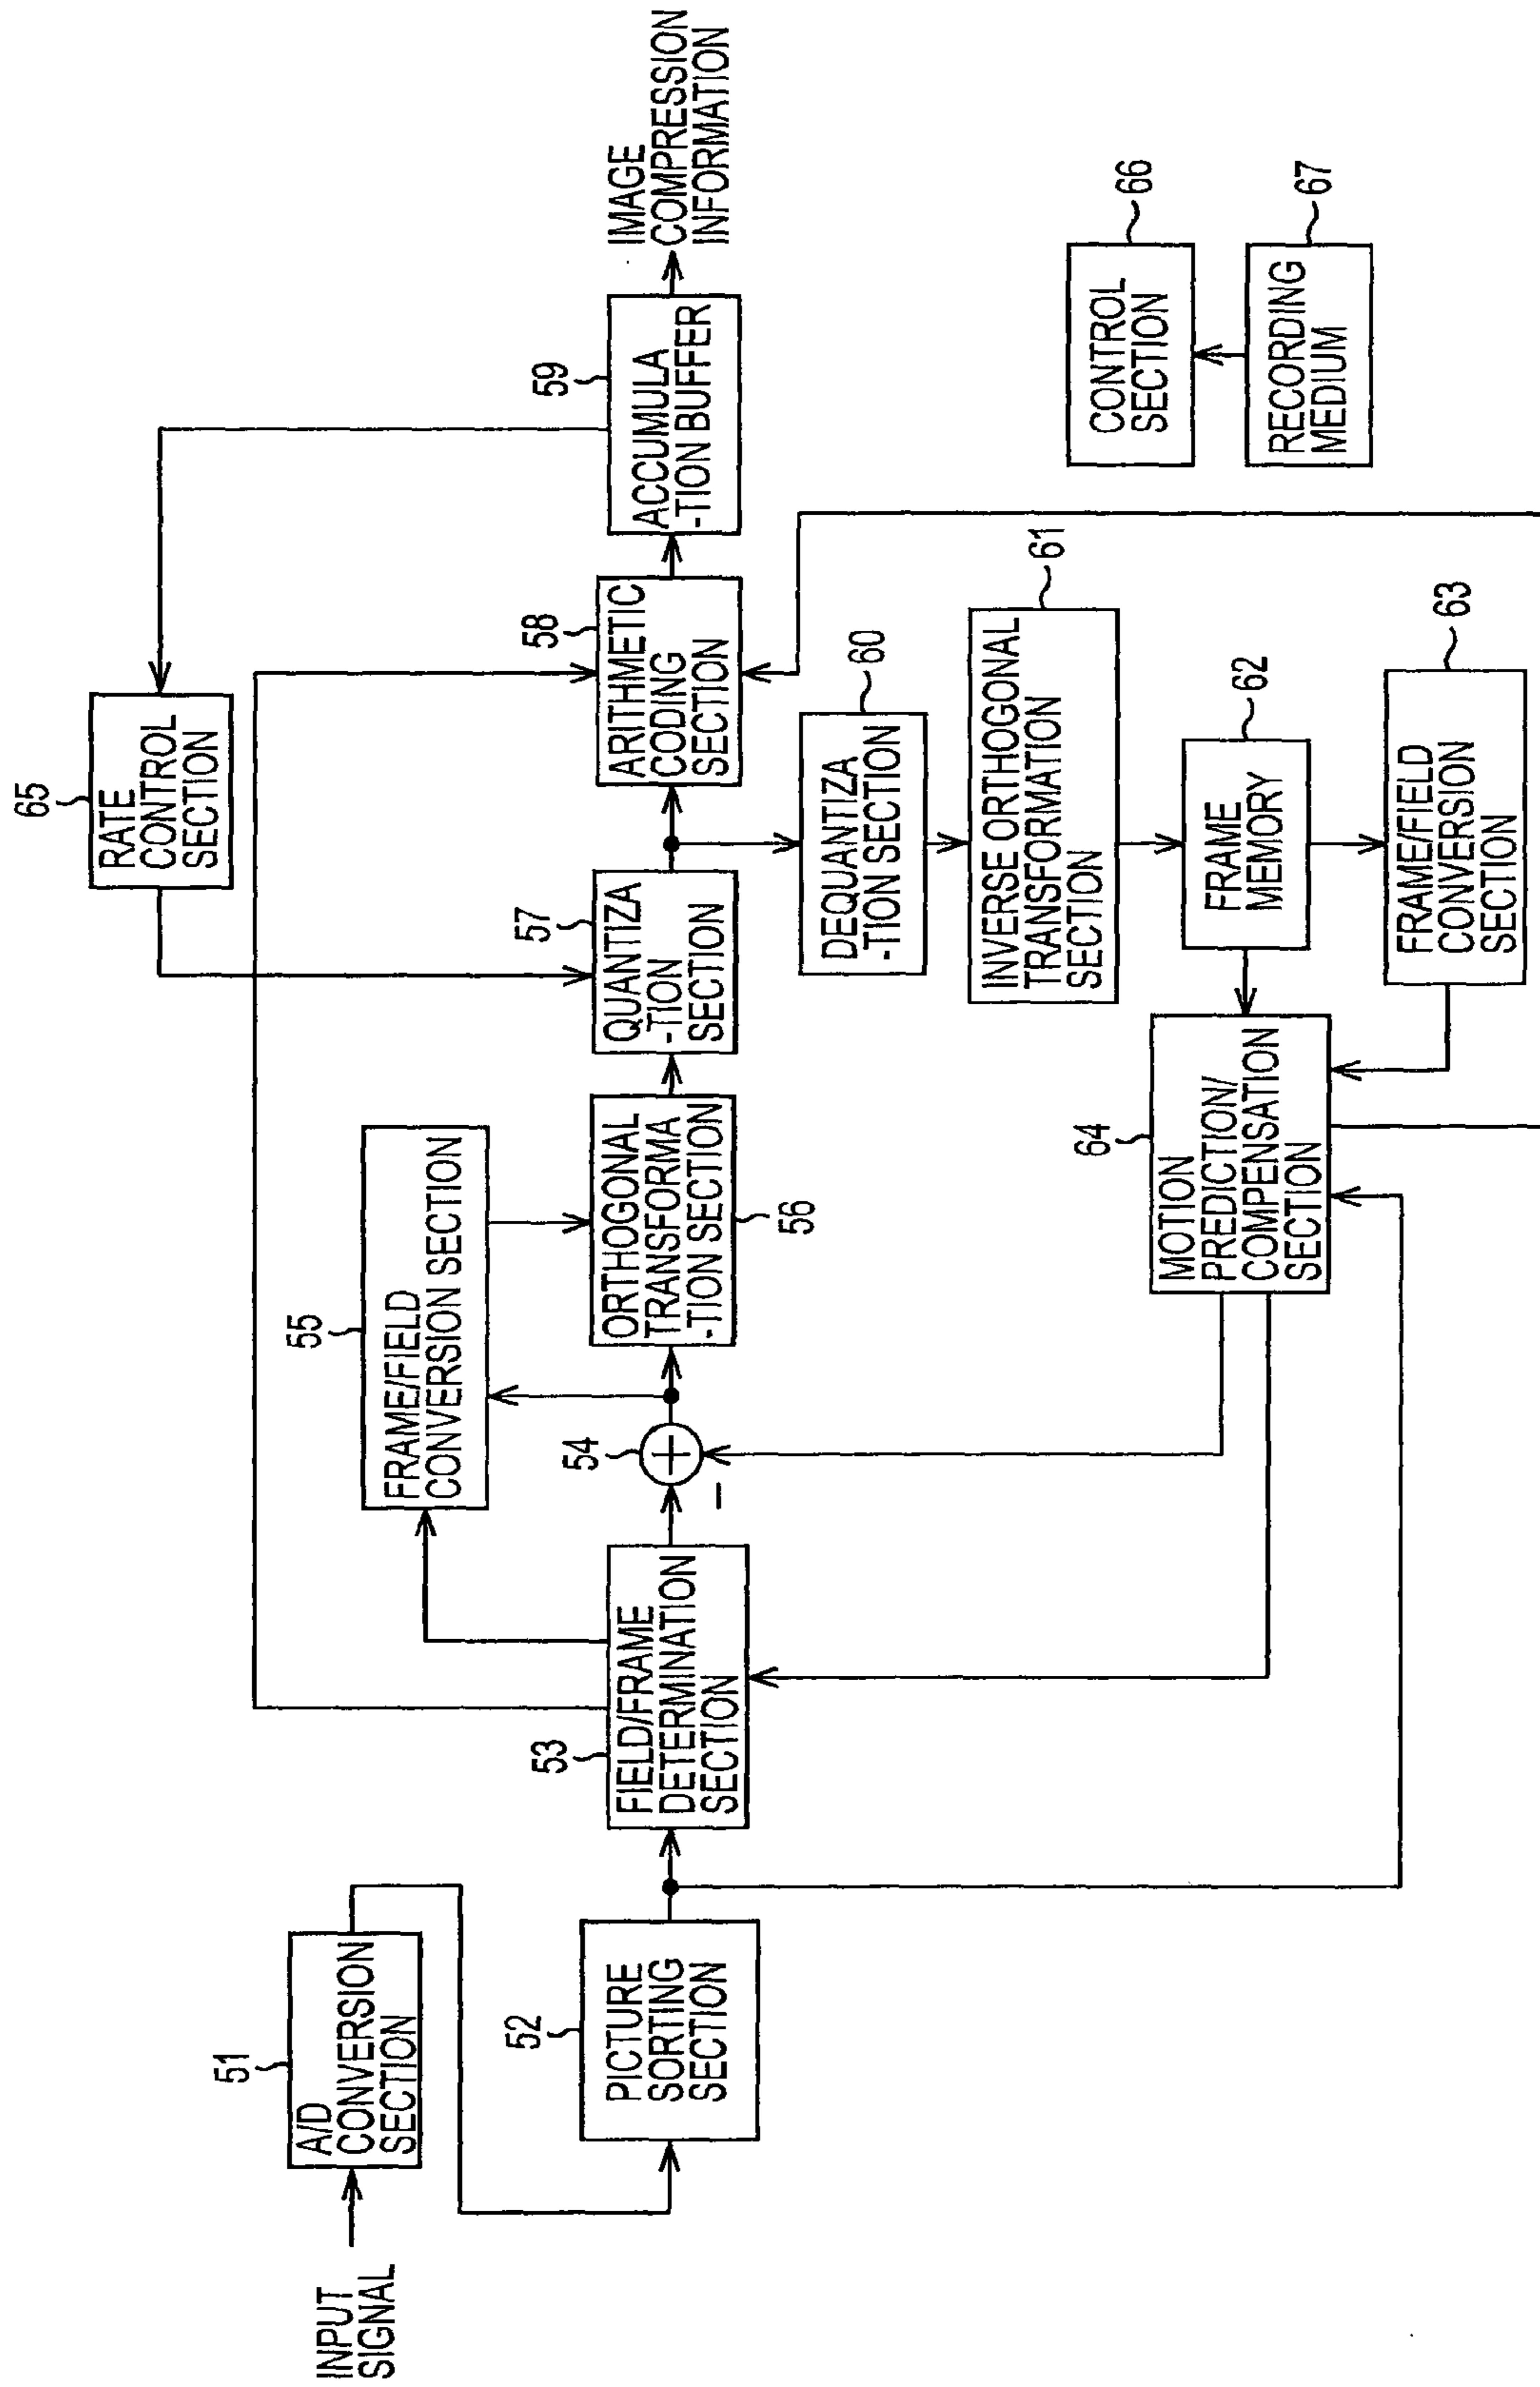 INPUT
SIGNAL
51
A/D
CONVERSION
SECTION
52
PICTURE
SORTING
SECTION
53
FIELD/FRAME
DETERMINATION
SECTION
54
+
-
55
FRAME/FIELD
CONVERSION SECTION
ORTHOGONAL
TRANSFORMA
-TION SECTION
56
57
QUANTIZA
-TION
SECTION
65
RATE
CONTROL
SECTION
58
ARITHMETIC
CODING
SECTION
59
ACCUMULA
-TION BUFFER
IMAGE
COMPRESSION
INFORMATION
60
DEQUANTIZA
-TION SECTION
61
INVERSE ORTHOGONAL
TRANSFORMATION
SECTION
62
FRAME
MEMORY
63
FRAME/FIELD
CONVERSION
SECTION
64
MOTION
PREDICTION/
COMPENSATION
SECTION
66
CONTROL
SECTION
67
RECORDING
MEDIUM